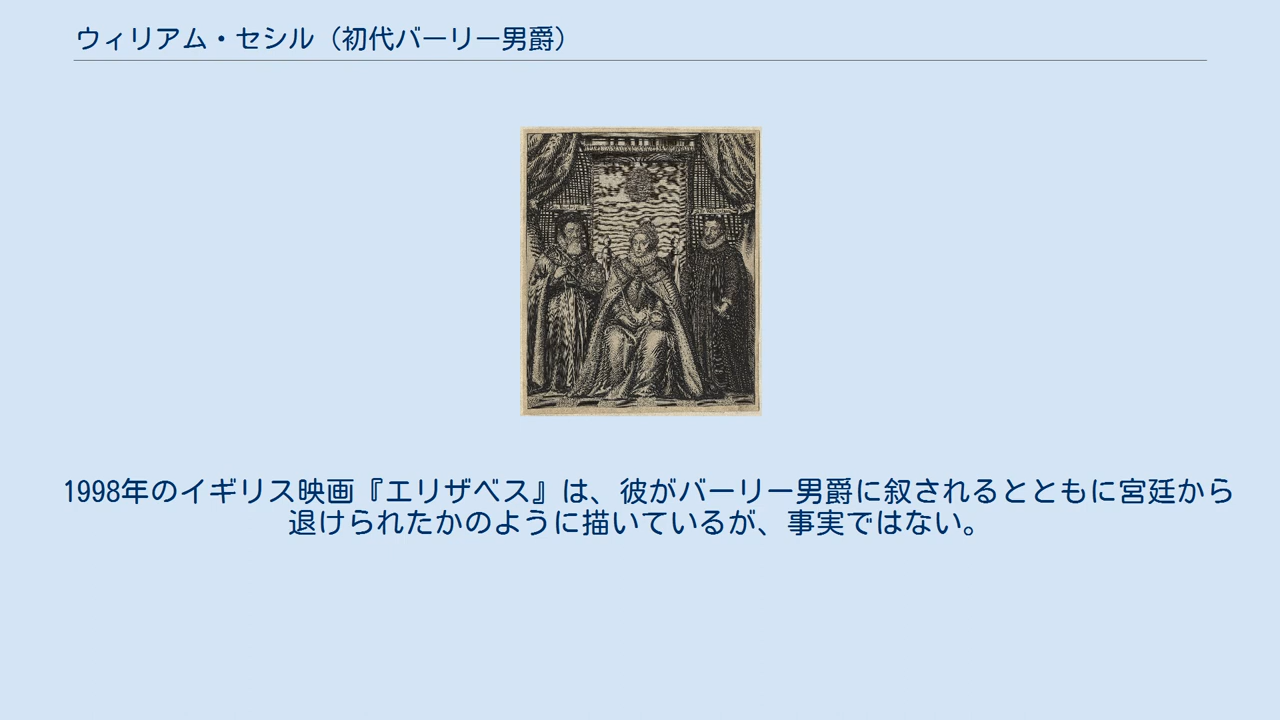 ウィリアム・セシル（初代バーリー男爵）
1998年のイギリス映画『エリザベス』は、彼がバーリー男爵に叙されるとともに宮廷から
退けられたかのように描いているが、事実ではない。